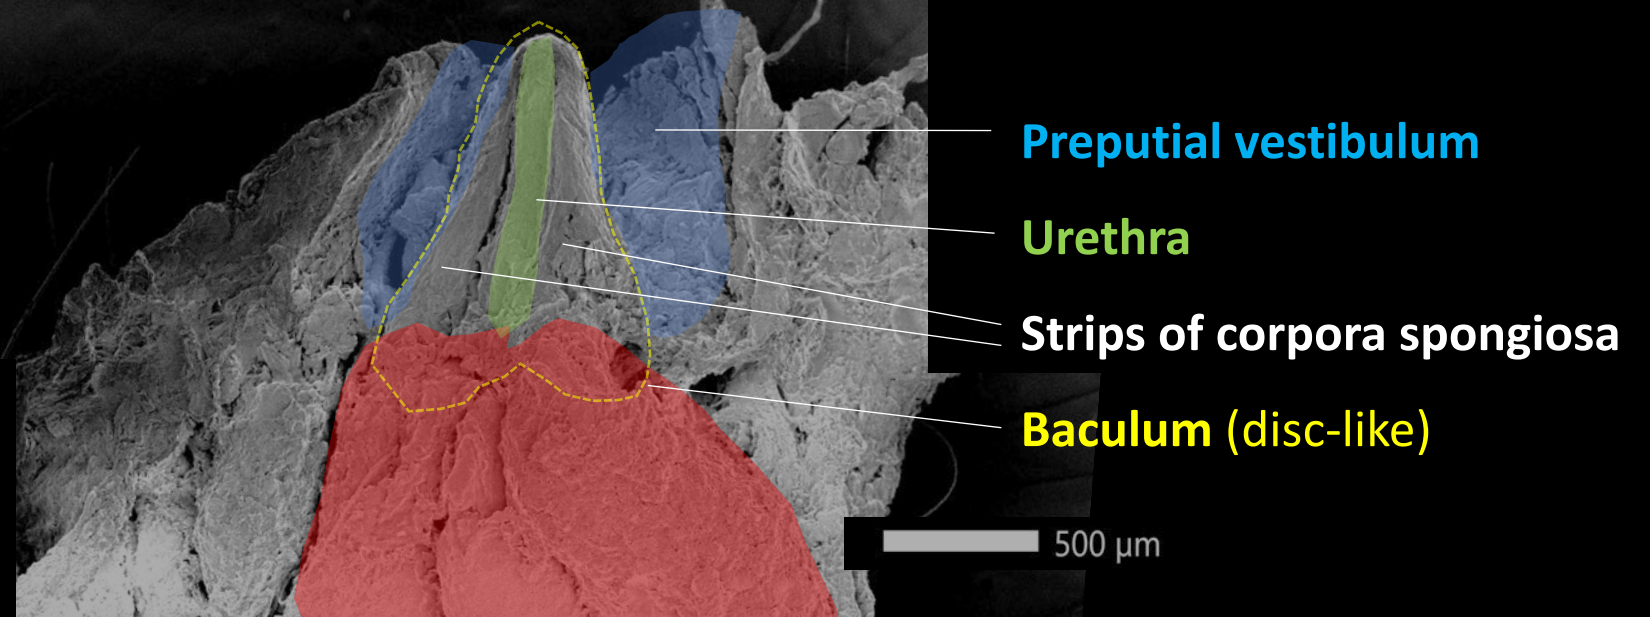 Preputial vestibulum
Urethra
Strips of corpora spongiosa
Baculum (disc-like)
500 µm